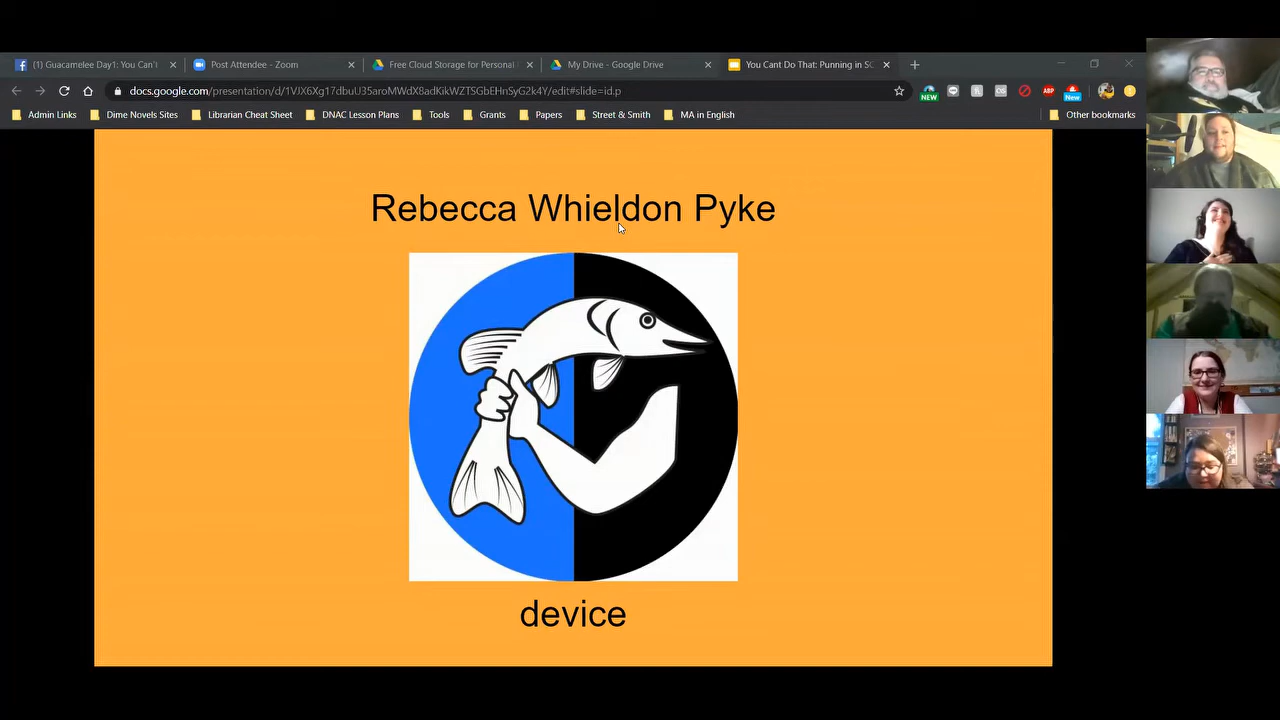 (1) Guacamelee Day1: You Can't
Post Attendee - Zoom
Free Cloud Storage for Personal
My Drive - Google Drive
You Cant Do That: Punning in SC
docs.google.com/presentation/d/1VJX6Xg17dbuU35aroMWdX8adKikWZTSGbEHnSyG2k4Y/edit#slide=id.p
NEW
ABP
New
Admin Links
Dime Novels Sites
Librarian Cheat Sheet
DNAC Lesson Plans
Tools
Grants
Papers
Street & Smith
MA in English
Other bookmarks
Rebecca Whieldon Pyke
device